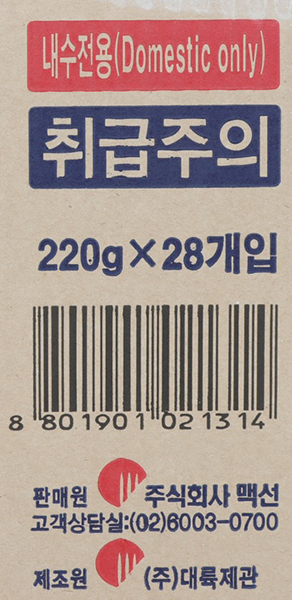 내수전용(Domestic only)
취급주의
220g×28개입
8 801901 021314
판매원 주식회사 맥선
고객상담실:(02)6003-0700
제조원 (주)대륙제관